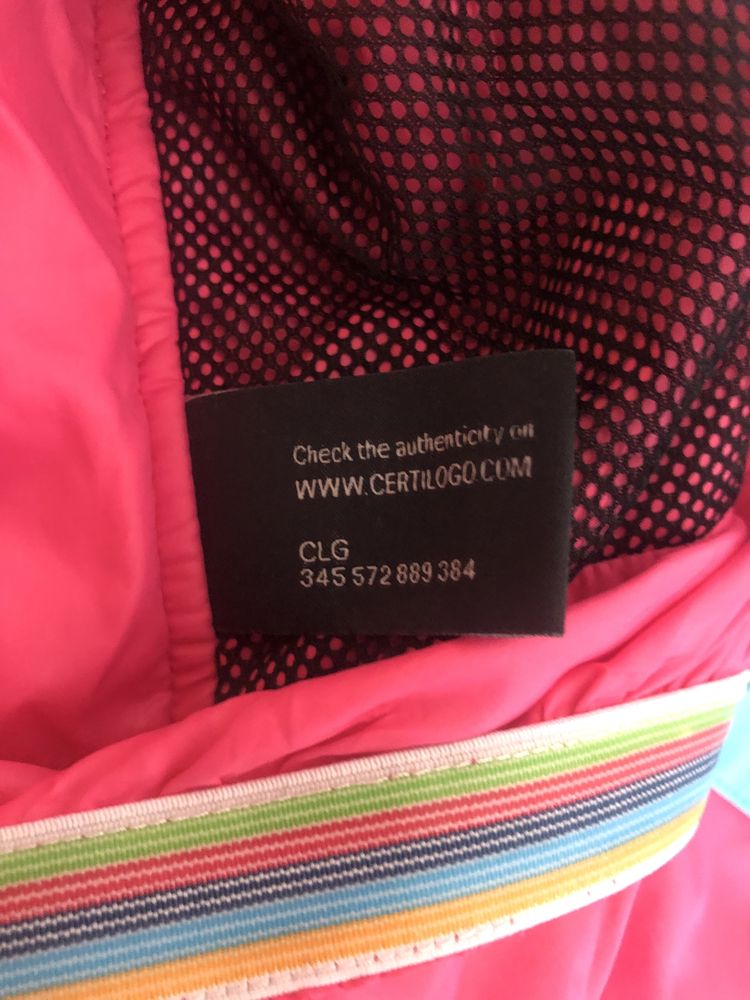 Check the authenticity on
WWW.CERTILOGO.COM
CLG
345 572 889 384